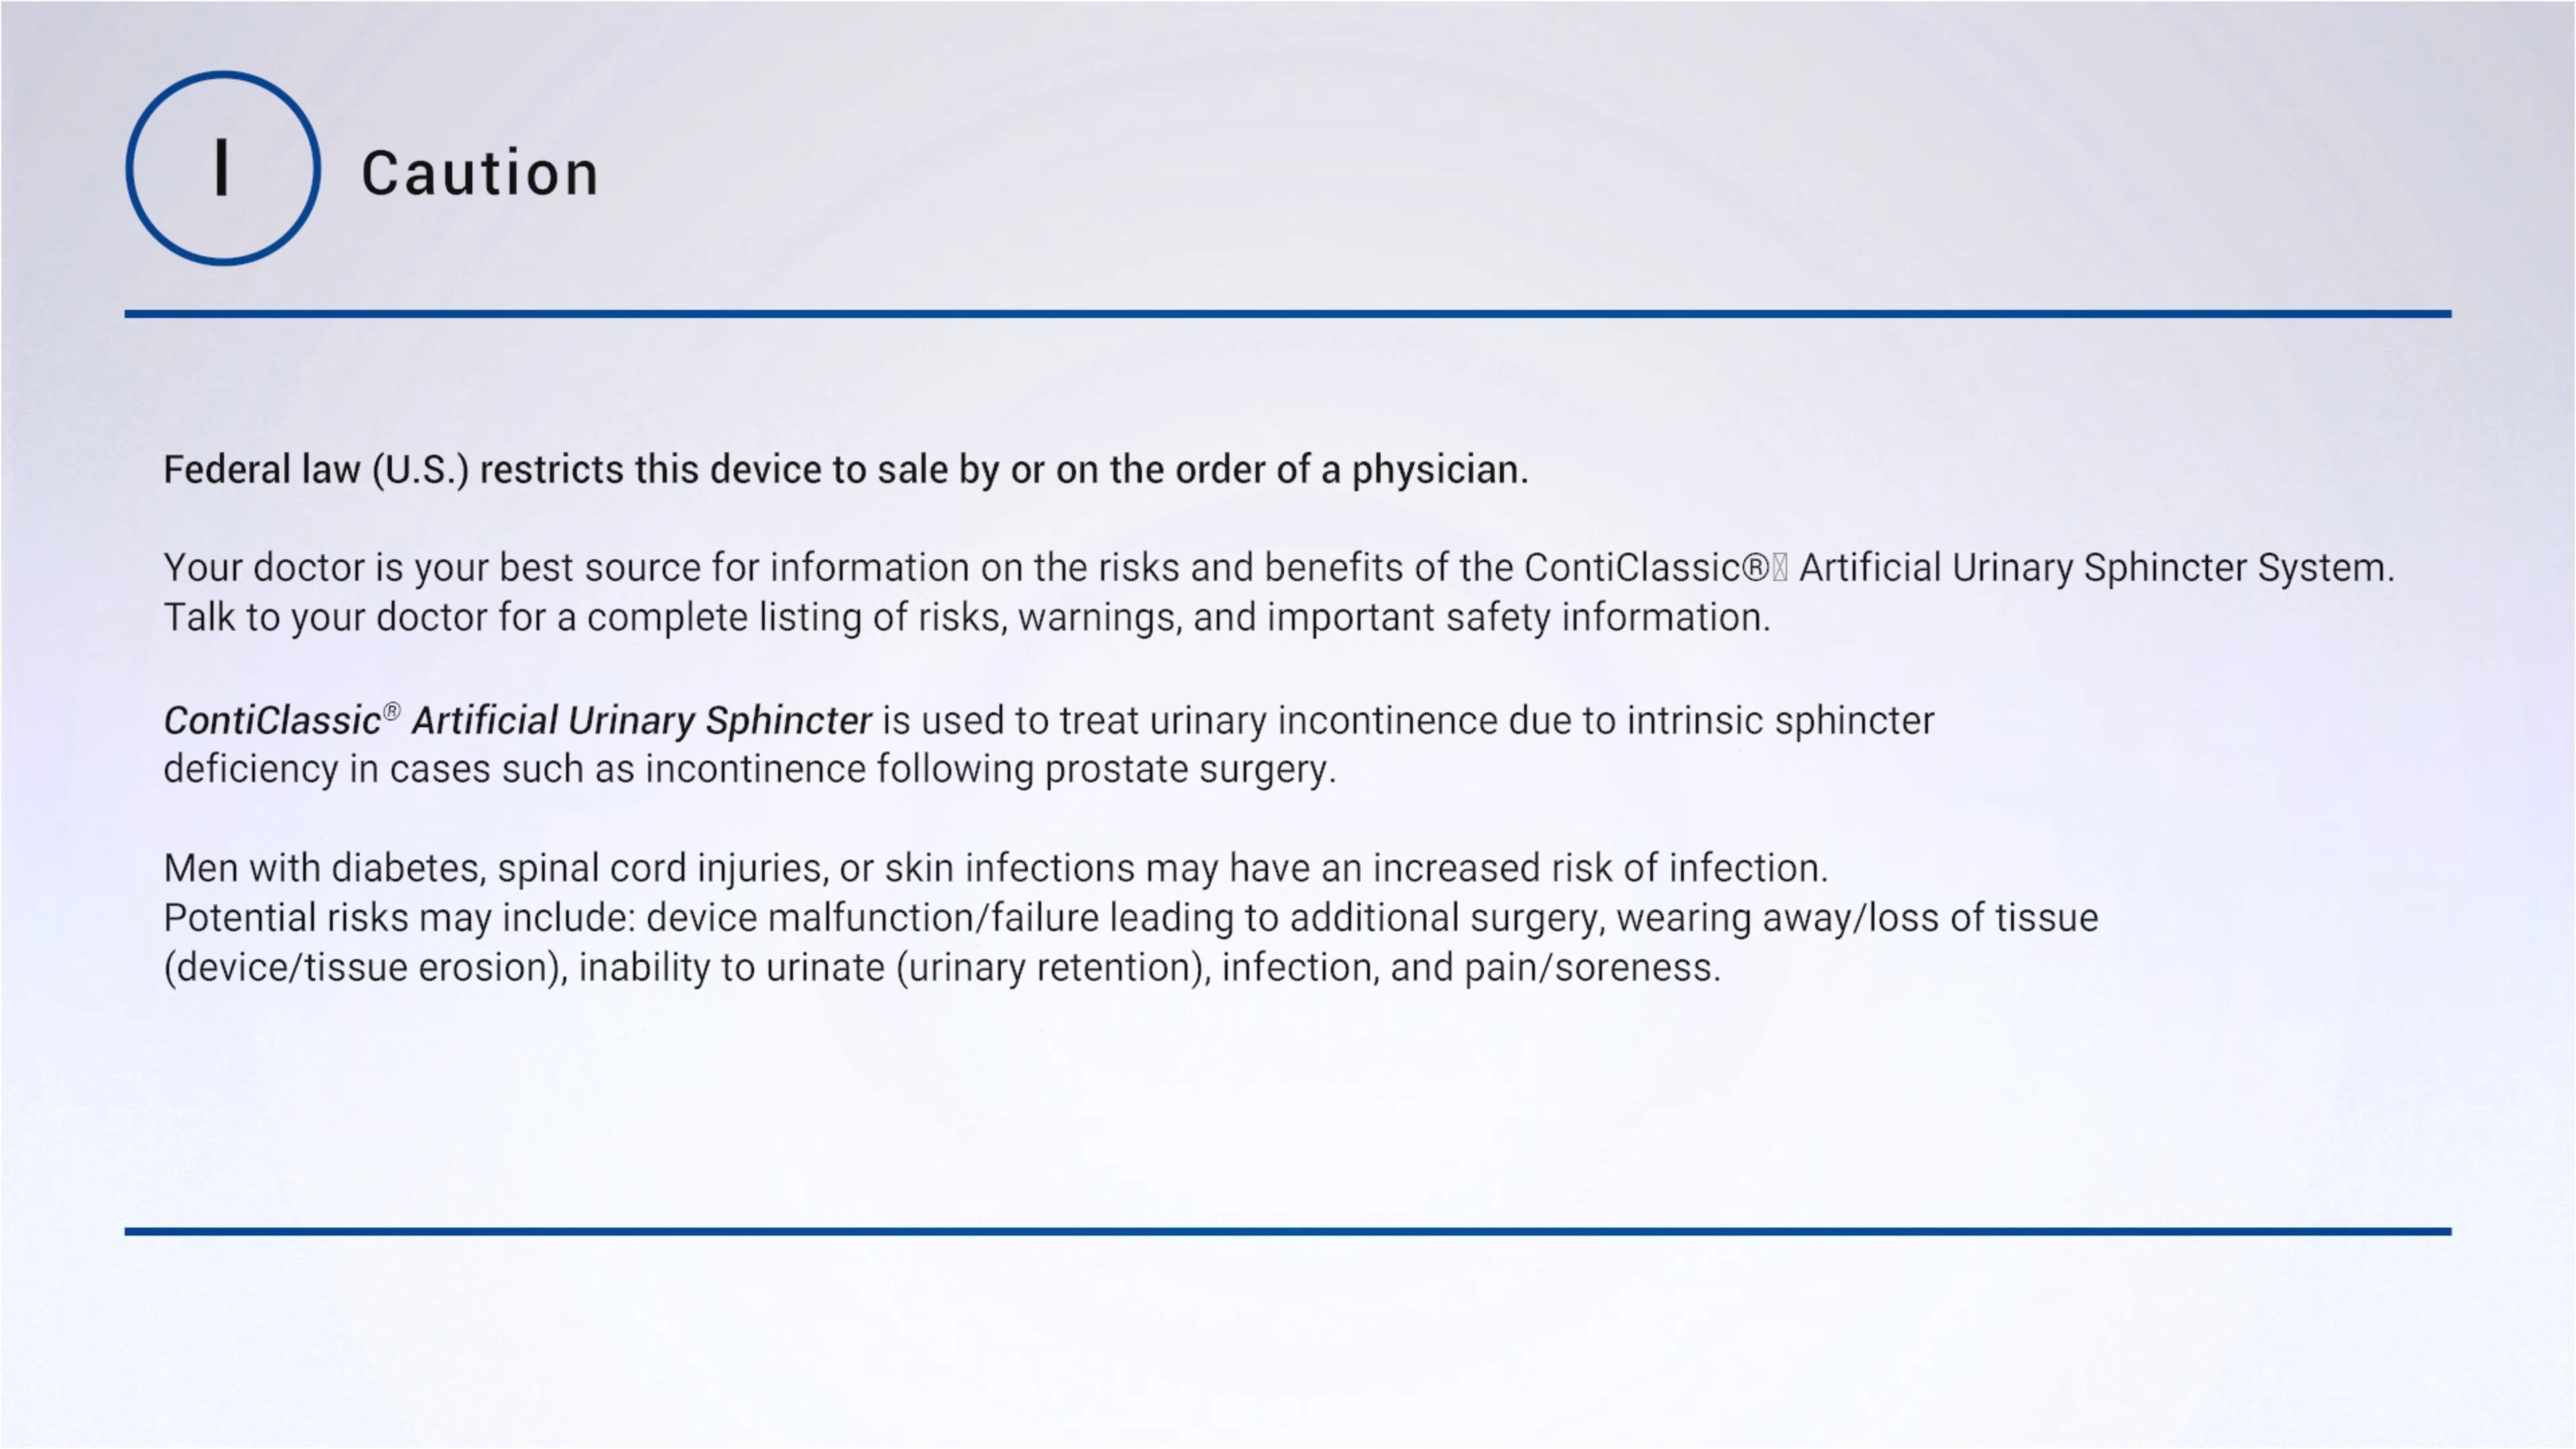 I
Caution
Federal law (U.S.) restricts this device to sale by or on the order of a physician.
Your doctor is your best source for information on the risks and benefits of the ContiClassic® Artificial Urinary Sphincter System.
Talk to your doctor for a complete listing of risks, warnings, and important safety information.
ContiClassic® Artificial Urinary Sphincter is used to treat urinary incontinence due to intrinsic sphincter
deficiency in cases such as incontinence following prostate surgery.
Men with diabetes, spinal cord injuries, or skin infections may have an increased risk of infection.
Potential risks may include: device malfunction/failure leading to additional surgery, wearing away/loss of tissue
(device/tissue erosion), inability to urinate (urinary retention), infection, and pain/soreness.